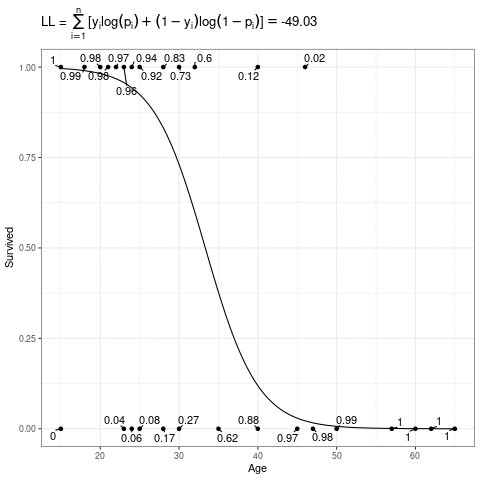 LL = ∑ᵢ₌₁ⁿ [yᵢlog(pᵢ) + (1 − yᵢ)log(1 − pᵢ)] = -49.03
1 0.98 0.97 0.94 0.83 0.6 0.02
0.99 0.98 0.96 0.92 0.73 0.12
1.00
0.75
0.50
0.25
0.00
Survived
0.04 0.08 0.27 0.88 0.99 1 1
0 0.06 0.17 0.62 0.97 0.98 1 1
20 30 40 50 60
Age